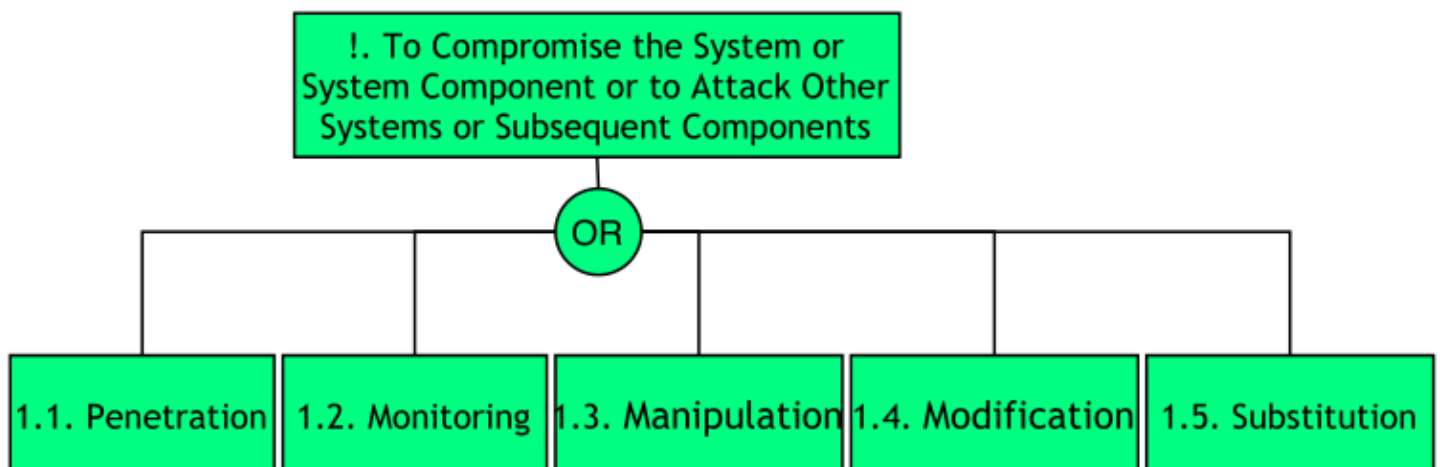 !. To Compromise the System or
System Component or to Attack Other
Systems or Subsequent Components
OR
1.1. Penetration
1.2. Monitoring
1.3. Manipulation
1.4. Modification
1.5. Substitution